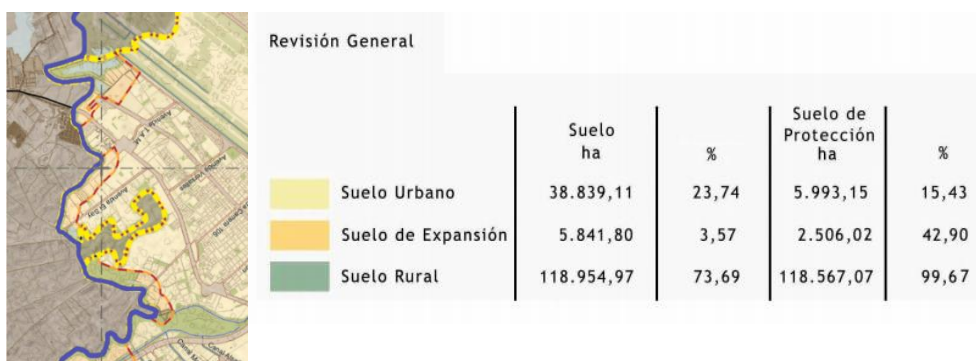 Revisión General
Suelo ha % Suelo de Protección ha %
Suelo Urbano 38.839,11 23,74 5.993,15 15,43
Suelo de Expansión 5.841,80 3,57 2.506,02 42,90
Suelo Rural 118.954,97 73,69 118.567,07 99,67